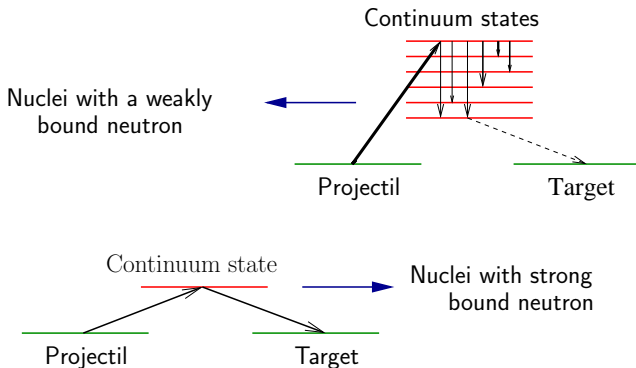 Continuum states
Nuclei with a weakly
bound neutron
Projectil
Target
Continuum state
Nuclei with strong
bound neutron
Projectil
Target